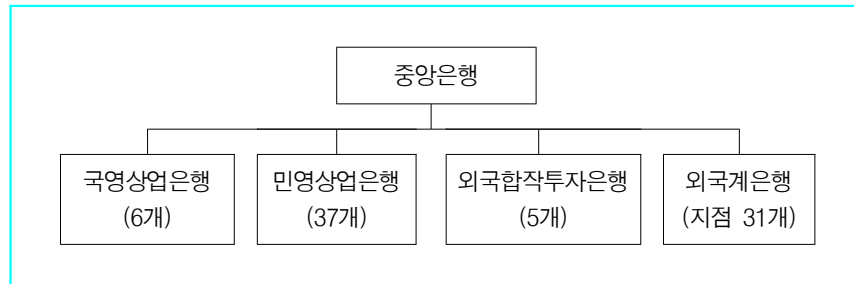 중앙은행
국영상업은행
(6개)
민영상업은행
(37개)
외국합작투자은행
(5개)
외국계은행
(지점 31개)